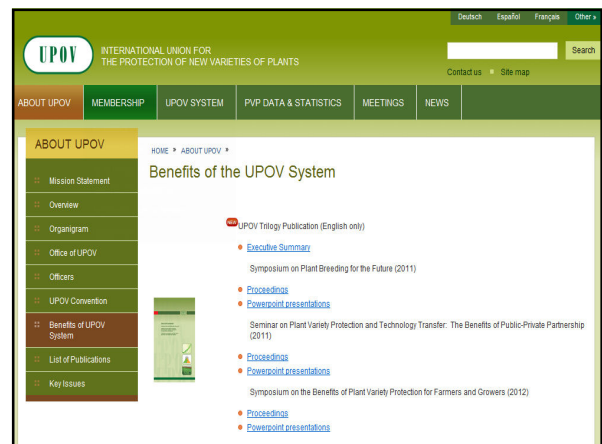 Deutsch Español Français Other »
UPOV
INTERNATIONAL UNION FOR
THE PROTECTION OF NEW VARIETIES OF PLANTS
Search
Contact us Site map
ABOUT UPOV MEMBERSHIP UPOV SYSTEM PVP DATA & STATISTICS MEETINGS NEWS
ABOUT UPOV
Mission Statement
Overview
Organigram
Office of UPOV
Officers
UPOV Convention
Benefits of UPOV
System
List of Publications
Key Issues
HOME » ABOUT UPOV »
Benefits of the UPOV System
NEW UPOV Trilogy Publication (English only)
Executive Summary
Symposium on Plant Breeding for the Future (2011)
Proceedings
Powerpoint presentations
Seminar on Plant Variety Protection and Technology Transfer: The Benefits of Public-Private Partnership
(2011)
Proceedings
Powerpoint presentations
Symposium on the Benefits of Plant Variety Protection for Farmers and Growers (2012)
Proceedings
Powerpoint presentations